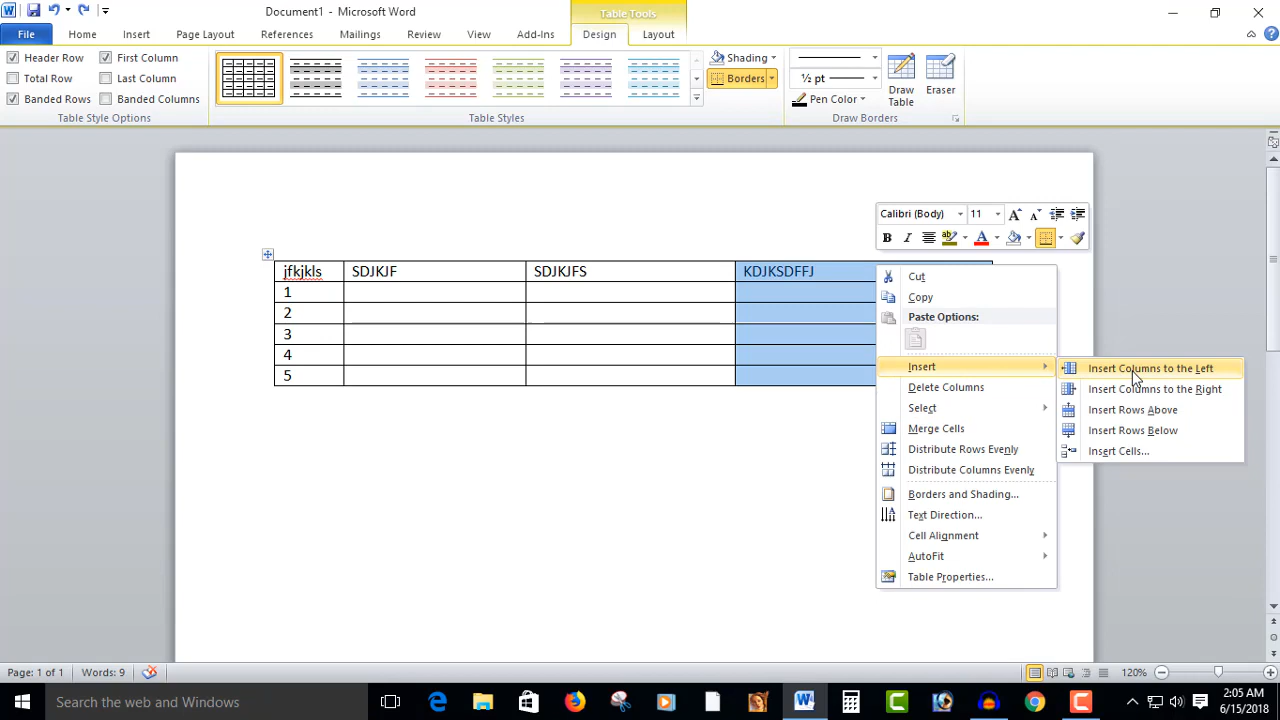 Document1 - Microsoft Word
Table Tools
File Home Insert Page Layout References Mailings Review View Add-Ins Design Layout
Header Row First Column
Total Row Last Column
Banded Rows Banded Columns
Table Style Options
Table Styles
Shading
Borders
½ pt
Pen Color
Draw Table
Eraser
Draw Borders
Calibri (Body) 11
B I A
jfkjkls SDJKJF SDJKJFS KDJKSDFFJ
1
2
3
4
5
Cut
Copy
Paste Options:
Insert
Delete Columns
Select
Merge Cells
Distribute Rows Evenly
Distribute Columns Evenly
Borders and Shading...
Text Direction...
Cell Alignment
AutoFit
Table Properties...
Insert Columns to the Left
Insert Columns to the Right
Insert Rows Above
Insert Rows Below
Insert Cells...
Page: 1 of 1 Words: 9 120%
Search the web and Windows
2:05 AM
6/15/2018